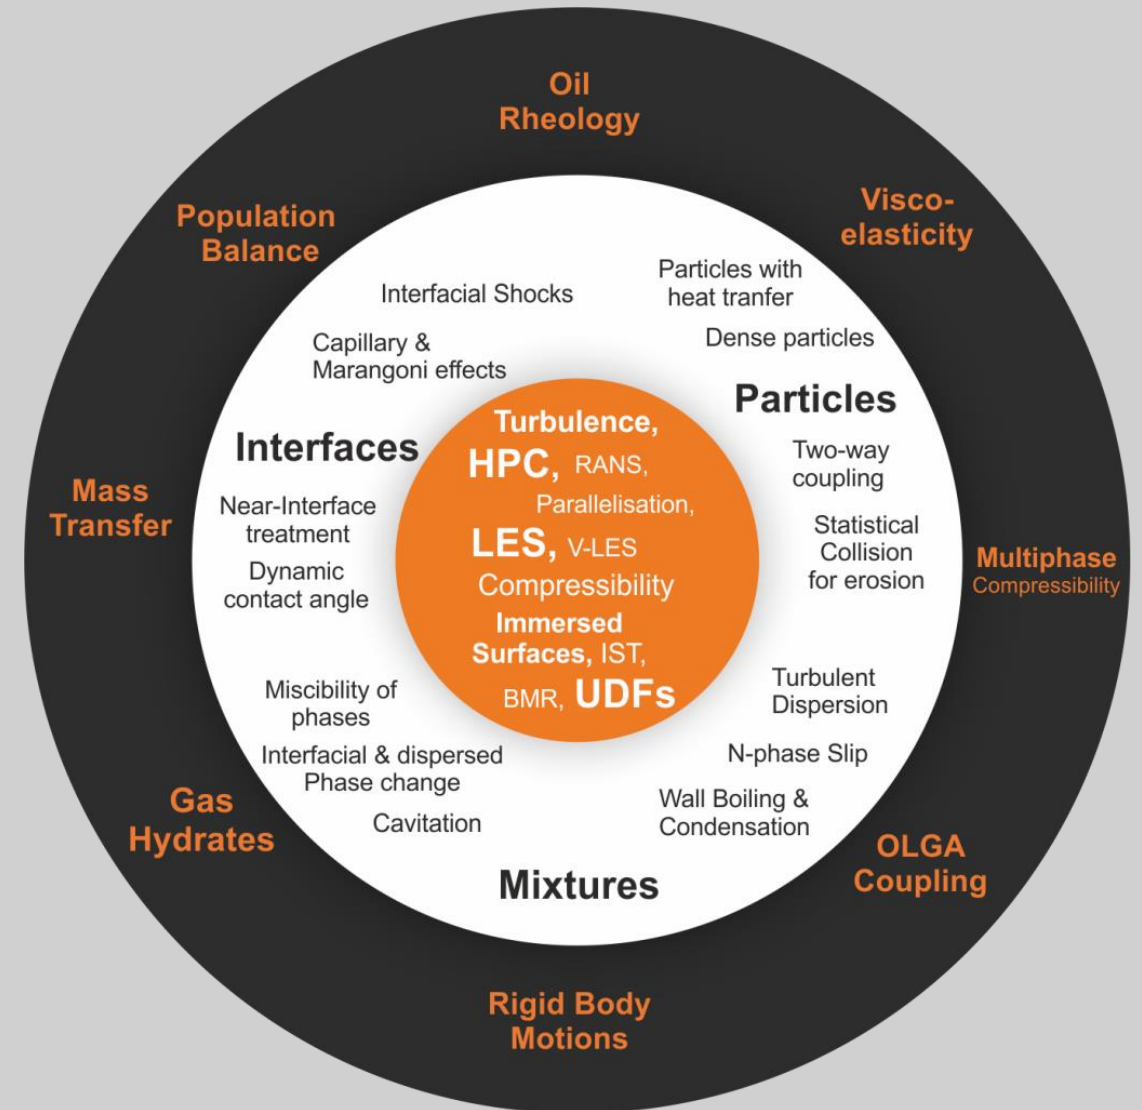 Oil
Rheology
Visco-
elasticity
Population
Balance
Mass
Transfer
Multiphase
Compressibility
Gas
Hydrates
OLGA
Coupling
Rigid Body
Motions
Interfacial Shocks
Capillary &
Marangoni effects
Interfaces
Near-Interface
treatment
Dynamic
contact angle
Particles with
heat tranfer
Dense particles
Particles
Two-way
coupling
Statistical
Collision
for erosion
Miscibility of
phases
Interfacial & dispersed
Phase change
Cavitation
Turbulent
Dispersion
N-phase Slip
Wall Boiling &
Condensation
Mixtures
Turbulence,
HPC, RANS,
Parallelisation,
LES, V-LES
Compressibility
Immersed
Surfaces, IST,
BMR, UDFs